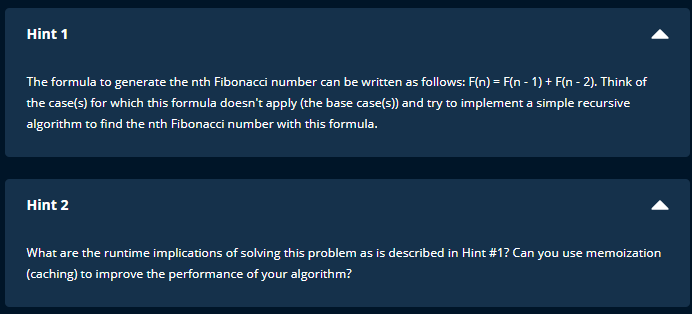 Hint 1
The formula to generate the nth Fibonacci number can be written as follows: F(n) = F(n - 1) + F(n - 2). Think of
the case(s) for which this formula doesn't apply (the base case(s)) and try to implement a simple recursive
algorithm to find the nth Fibonacci number with this formula.
Hint 2
What are the runtime implications of solving this problem as is described in Hint #1? Can you use memoization
(caching) to improve the performance of your algorithm?